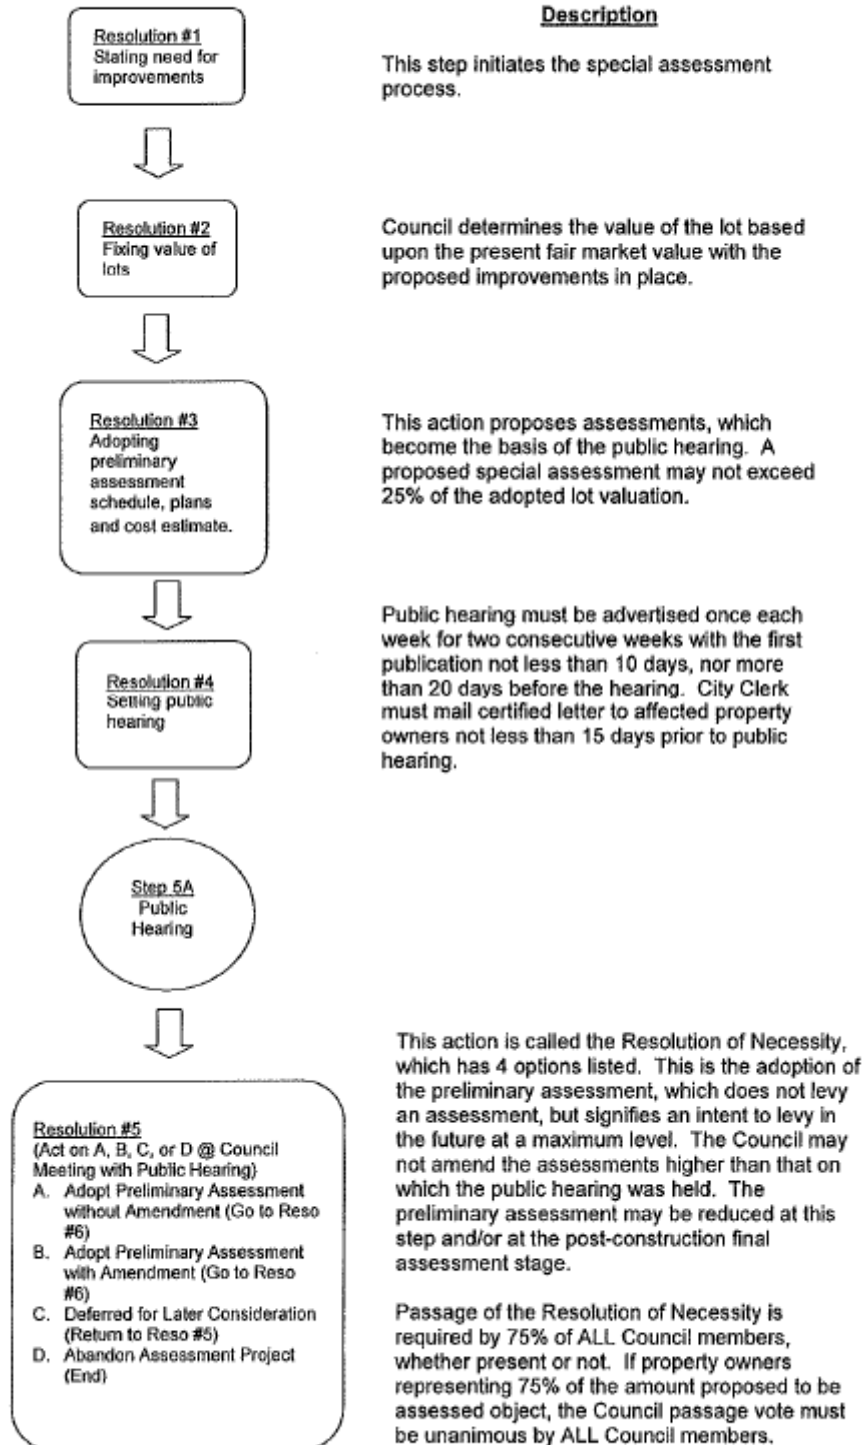 Description
Resolution #1
Stating need for
improvements
This step initiates the special assessment
process.
Resolution #2
Fixing value of
lots
Council determines the value of the lot based
upon the present fair market value with the
proposed improvements in place.
Resolution #3
Adopting
preliminary
assessment
schedule, plans
and cost estimate.
This action proposes assessments, which
become the basis of the public hearing. A
proposed special assessment may not exceed
25% of the adopted lot valuation.
Resolution #4
Setting public
hearing
Public hearing must be advertised once each
week for two consecutive weeks with the first
publication not less than 10 days, nor more
than 20 days before the hearing. City Clerk
must mail certified letter to affected property
owners not less than 15 days prior to public
hearing.
Step 5A
Public
Hearing
Resolution #5
(Act on A, B, C, or D @ Council
Meeting with Public Hearing)
A. Adopt Preliminary Assessment
without Amendment (Go to Reso
#6)
B. Adopt Preliminary Assessment
with Amendment (Go to Reso
#6)
C. Deferred for Later Consideration
(Return to Reso #5)
D. Abandon Assessment Project
(End)
This action is called the Resolution of Necessity,
which has 4 options listed. This is the adoption of
the preliminary assessment, which does not levy
an assessment, but signifies an intent to levy in
the future at a maximum level. The Council may
not amend the assessments higher than that on
which the public hearing was held. The
preliminary assessment may be reduced at this
step and/or at the post-construction final
assessment stage.
Passage of the Resolution of Necessity is
required by 75% of ALL Council members,
whether present or not. If property owners
representing 75% of the amount proposed to be
assessed object, the Council passage vote must
be unanimous by ALL Council members.